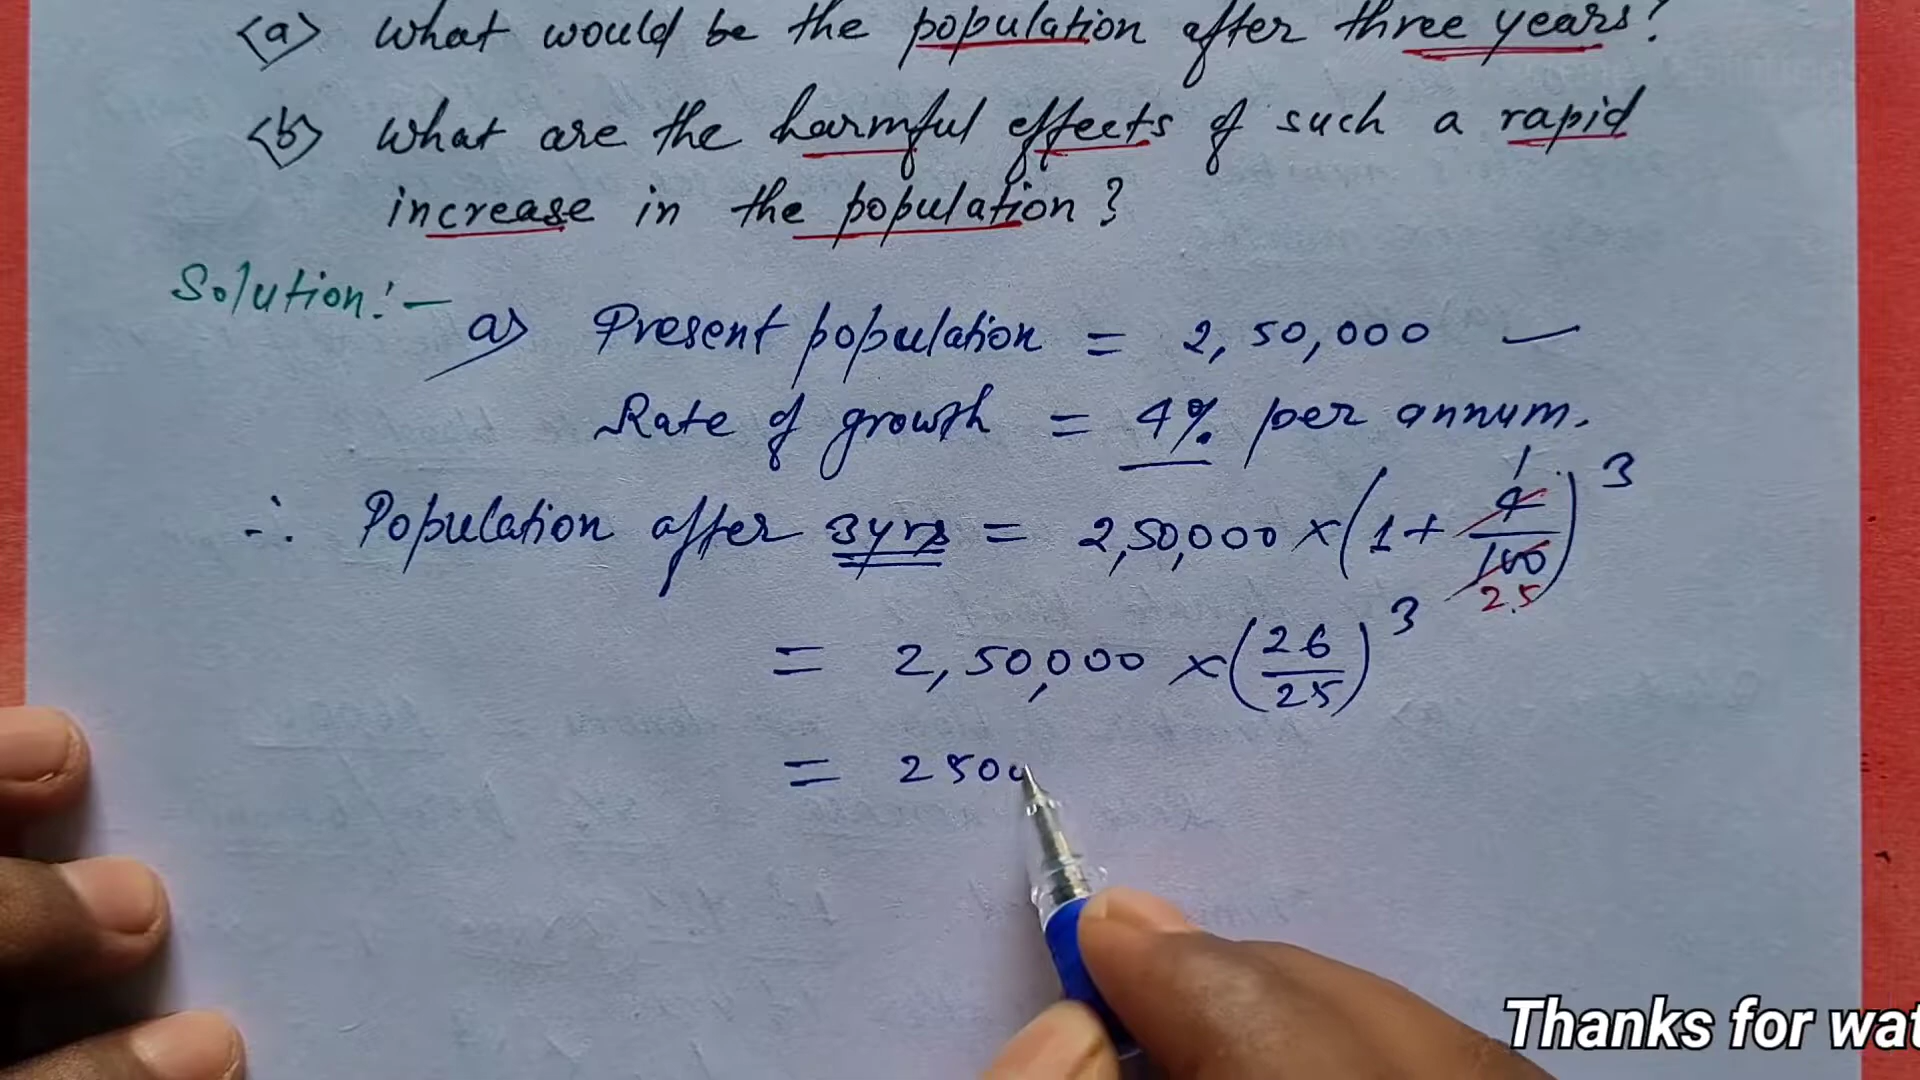 <a> What would be the population after three years?
<b> What are the harmful effects of such a rapid
increase in the population?
Solution:-
a> Present population = 2,50,000 —
Rate of growth = 4% per annum.
∴ Population after 3yrs = 2,50,000 × (1 + 4/100)³
1
25
= 2,50,000 × (26/25)³
= 2500
Thanks for wat